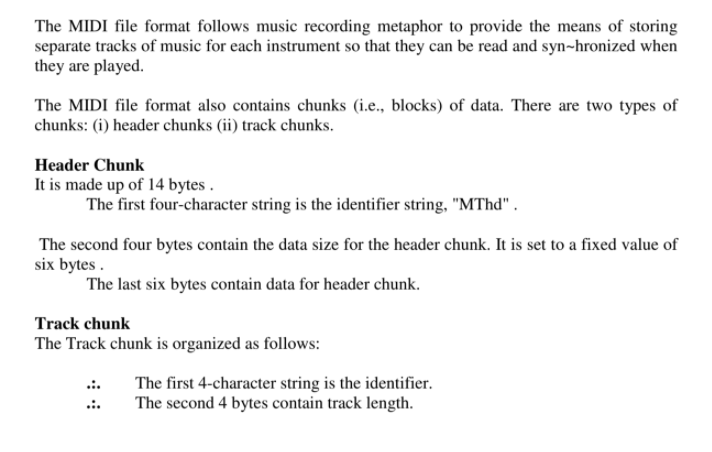 The MIDI file format follows music recording metaphor to provide the means of storing
separate tracks of music for each instrument so that they can be read and syn~hronized when
they are played.
The MIDI file format also contains chunks (i.e., blocks) of data. There are two types of
chunks: (i) header chunks (ii) track chunks.
Header Chunk
It is made up of 14 bytes .
The first four-character string is the identifier string, "MThd" .
The second four bytes contain the data size for the header chunk. It is set to a fixed value of
six bytes .
The last six bytes contain data for header chunk.
Track chunk
The Track chunk is organized as follows:
.:. The first 4-character string is the identifier.
.:. The second 4 bytes contain track length.